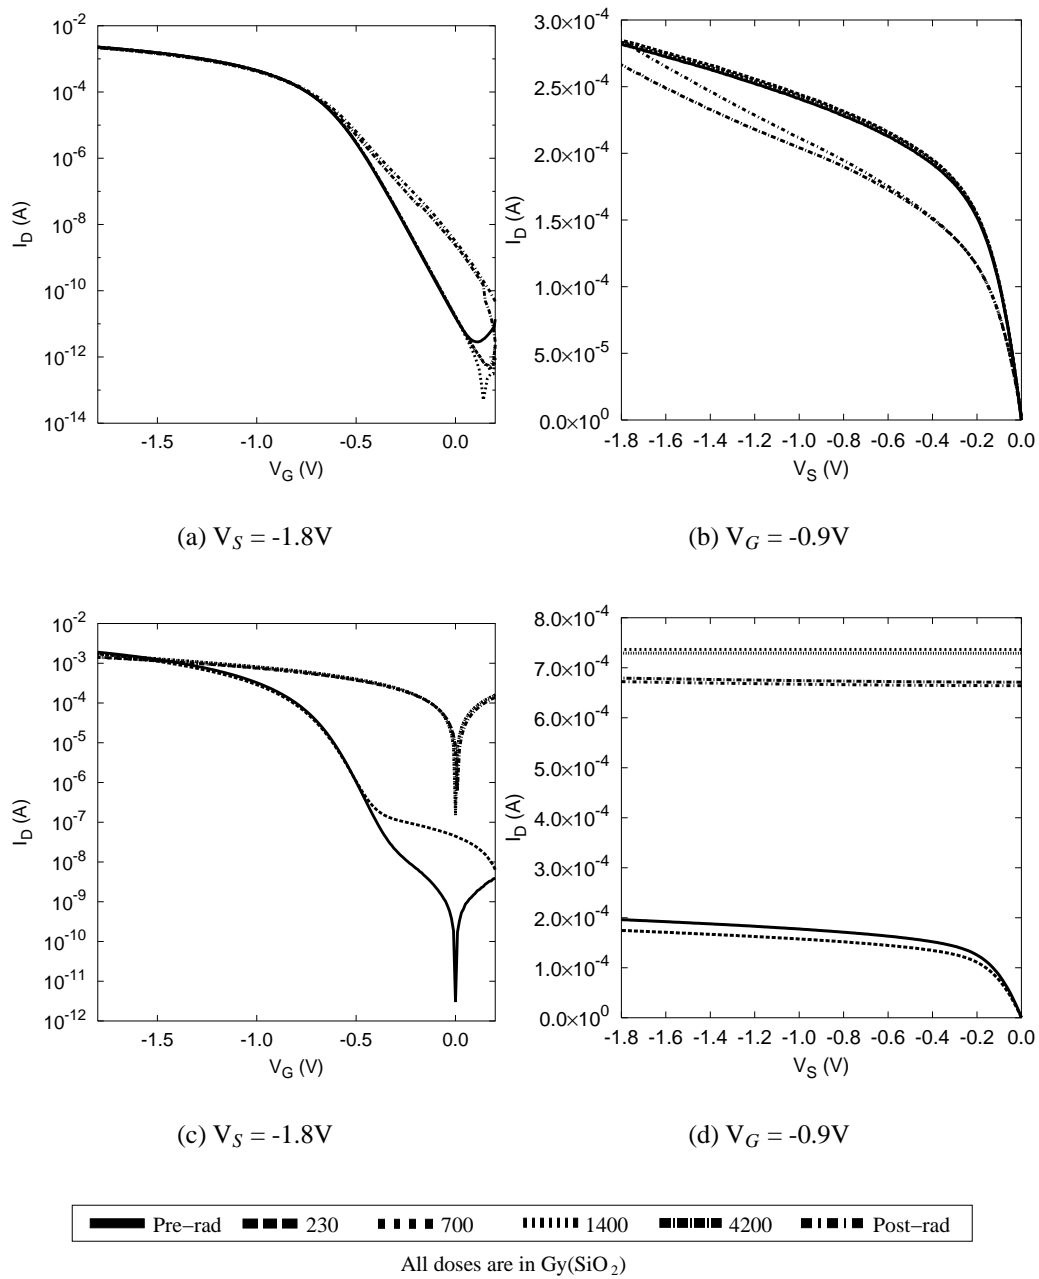 10^-2
10^-4
10^-6
10^-8
10^-10
10^-12
10^-14
I_D (A)
-1.5 -1.0 -0.5 0.0
V_G (V)
(a) V_S = -1.8V
3.0×10^-4
2.5×10^-4
2.0×10^-4
1.5×10^-4
1.0×10^-4
5.0×10^-5
0.0×10^0
I_D (A)
-1.8 -1.6 -1.4 -1.2 -1.0 -0.8 -0.6 -0.4 -0.2 0.0
V_S (V)
(b) V_G = -0.9V
10^-2
10^-3
10^-4
10^-5
10^-6
10^-7
10^-8
10^-9
10^-10
10^-11
10^-12
I_D (A)
-1.5 -1.0 -0.5 0.0
V_G (V)
(c) V_S = -1.8V
8.0×10^-4
7.0×10^-4
6.0×10^-4
5.0×10^-4
4.0×10^-4
3.0×10^-4
2.0×10^-4
1.0×10^-4
0.0×10^0
I_D (A)
-1.8 -1.6 -1.4 -1.2 -1.0 -0.8 -0.6 -0.4 -0.2 0.0
V_S (V)
(d) V_G = -0.9V
Pre−rad 230 700 1400 4200 Post−rad
All doses are in Gy(SiO_2)